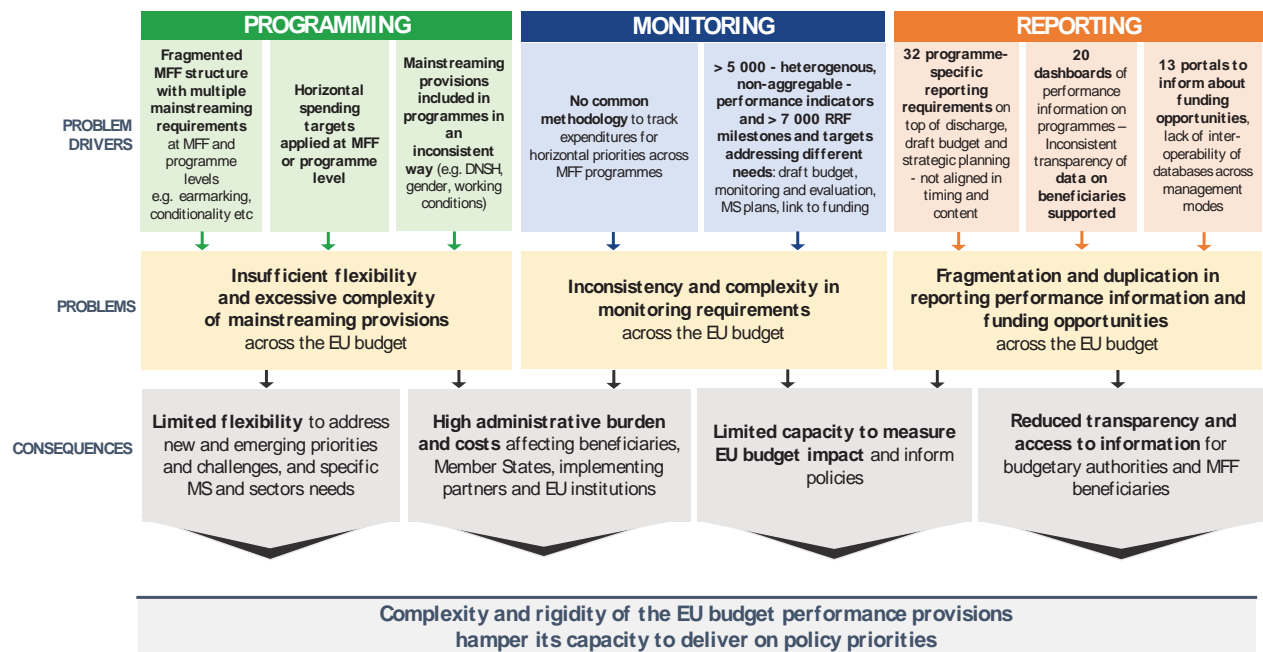 PROGRAMMING
MONITORING
REPORTING
PROBLEM
DRIVERS
Fragmented
MFF structure
with multiple
mainstreaming
requirements
at MFF and
programme
levels
e.g. earmarking,
conditionality etc
Horizontal
spending
targets
applied at MFF
or programme
level
Mainstreaming
provisions
included in
programmes in
an
inconsistent
way (e.g. DNSH,
gender, working
conditions)
No common
methodology to track
expenditures for
horizontal priorities across
MFF programmes
> 5 000 - heterogenous,
non-aggregable -
performance indicators
and > 7 000 RRF
milestones and targets
addressing different
needs: draft budget,
monitoring and evaluation,
MS plans, link to funding
32 programme-
specific
reporting
requirements on
top of discharge,
draft budget and
strategic planning
- not aligned in
timing and
content
20
dashboards of
performance
information on
programmes –
Inconsistent
transparency of
data on
beneficiaries
supported
13 portals to
inform about
funding
opportunities,
lack of inter-
operability of
databases across
management
modes
PROBLEMS
Insufficient flexibility
and excessive complexity
of mainstreaming provisions
across the EU budget
Inconsistency and complexity in
monitoring requirements
across the EU budget
Fragmentation and duplication in
reporting performance information and
funding opportunities
across the EU budget
CONSEQUENCES
Limited flexibility to address
new and emerging priorities
and challenges, and specific
MS and sectors needs
High administrative burden
and costs affecting beneficiaries,
Member States, implementing
partners and EU institutions
Limited capacity to measure
EU budget impact and inform
policies
Reduced transparency and
access to information for
budgetary authorities and MFF
beneficiaries
Complexity and rigidity of the EU budget performance provisions
hamper its capacity to deliver on policy priorities